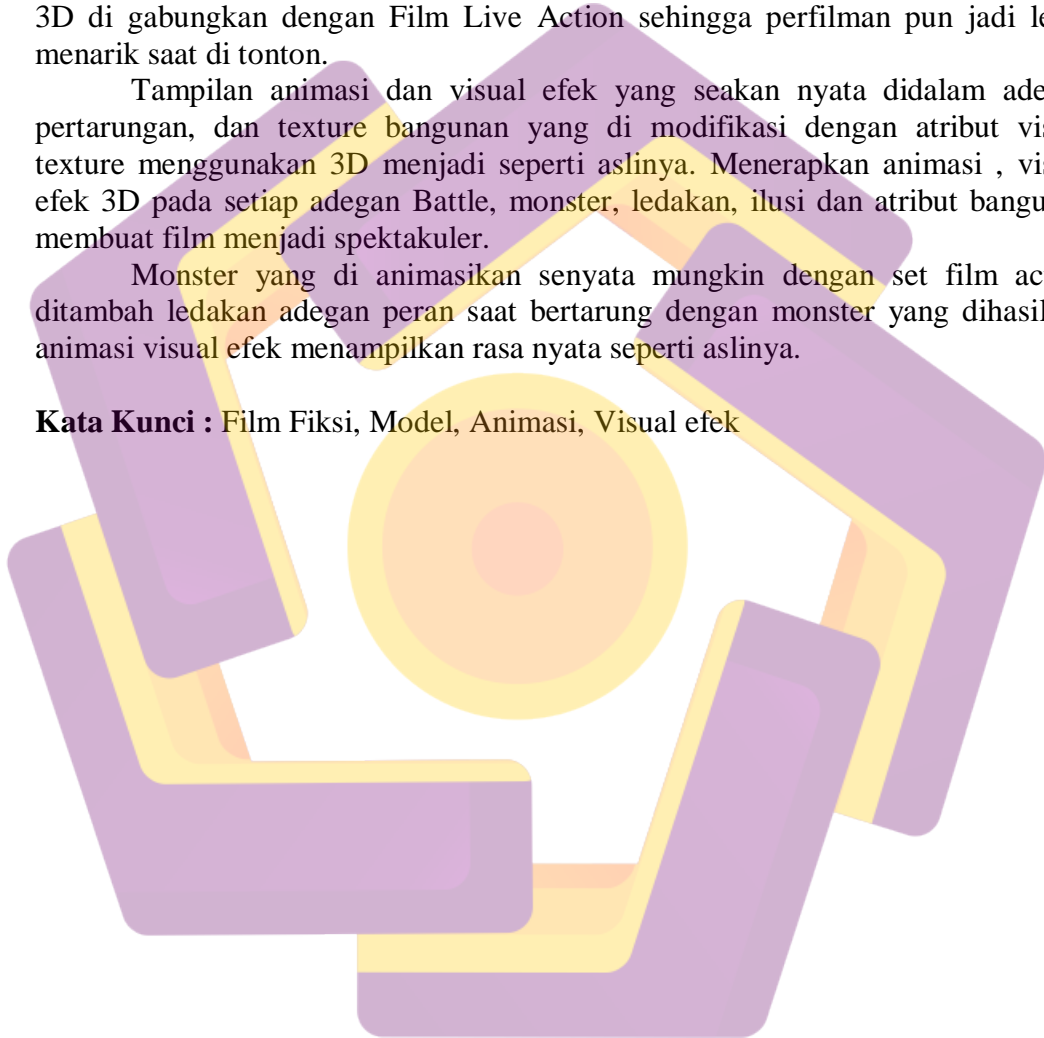 3D di gabungkan dengan Film Live Action sehingga perfilman pun jadi le
menarik saat di tonton.
Tampilan animasi dan visual efek yang seakan nyata didalam ade
pertarungan, dan texture bangunan yang di modifikasi dengan atribut vis
texture menggunakan 3D menjadi seperti aslinya. Menerapkan animasi , vis
efek 3D pada setiap adegan Battle, monster, ledakan, ilusi dan atribut bangu
membuat film menjadi spektakuler.
Monster yang di animasikan senyata mungkin dengan set film ac
ditambah ledakan adegan peran saat bertarung dengan monster yang dihasil
animasi visual efek menampilkan rasa nyata seperti aslinya.
Kata Kunci : Film Fiksi, Model, Animasi, Visual efek